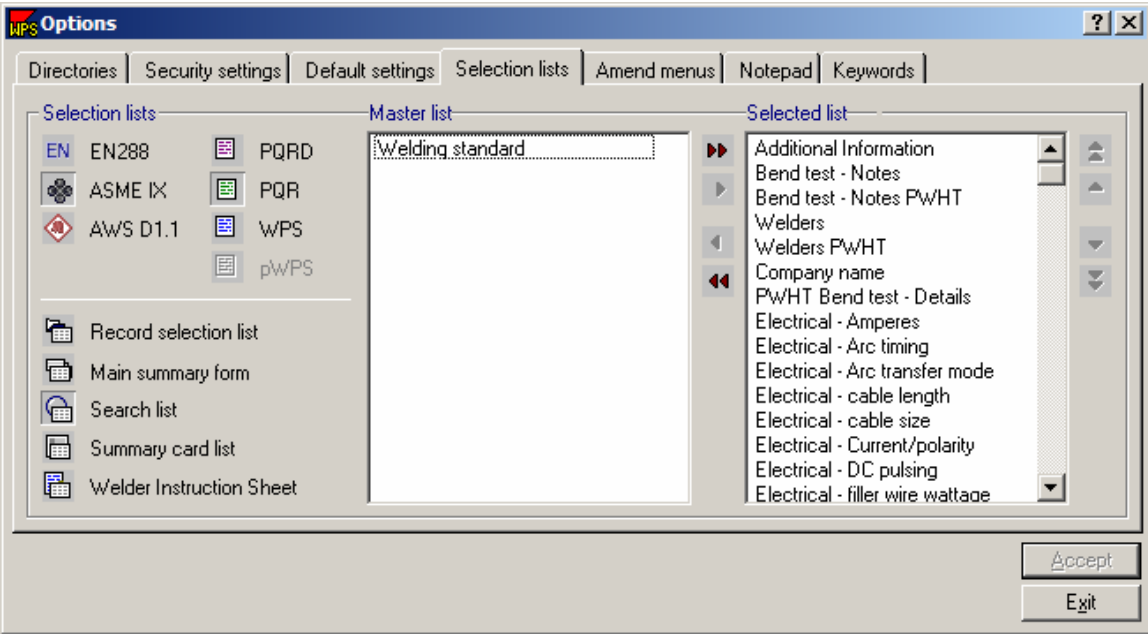 WPS Options ? X
Directories Security settings Default settings Selection lists Amend menus Notepad Keywords
Selection lists
EN EN288
ASME IX
AWS D1.1
PQRD
PQR
WPS
pWPS
Record selection list
Main summary form
Search list
Summary card list
Welder Instruction Sheet
Master list
Welding standard
Selected list
Additional Information
Bend test - Notes
Bend test - Notes PWHT
Welders
Welders PWHT
Company name
PWHT Bend test - Details
Electrical - Amperes
Electrical - Arc timing
Electrical - Arc transfer mode
Electrical - cable length
Electrical - cable size
Electrical - Current/polarity
Electrical - DC pulsing
Electrical - filler wire wattage
Accept
Exit